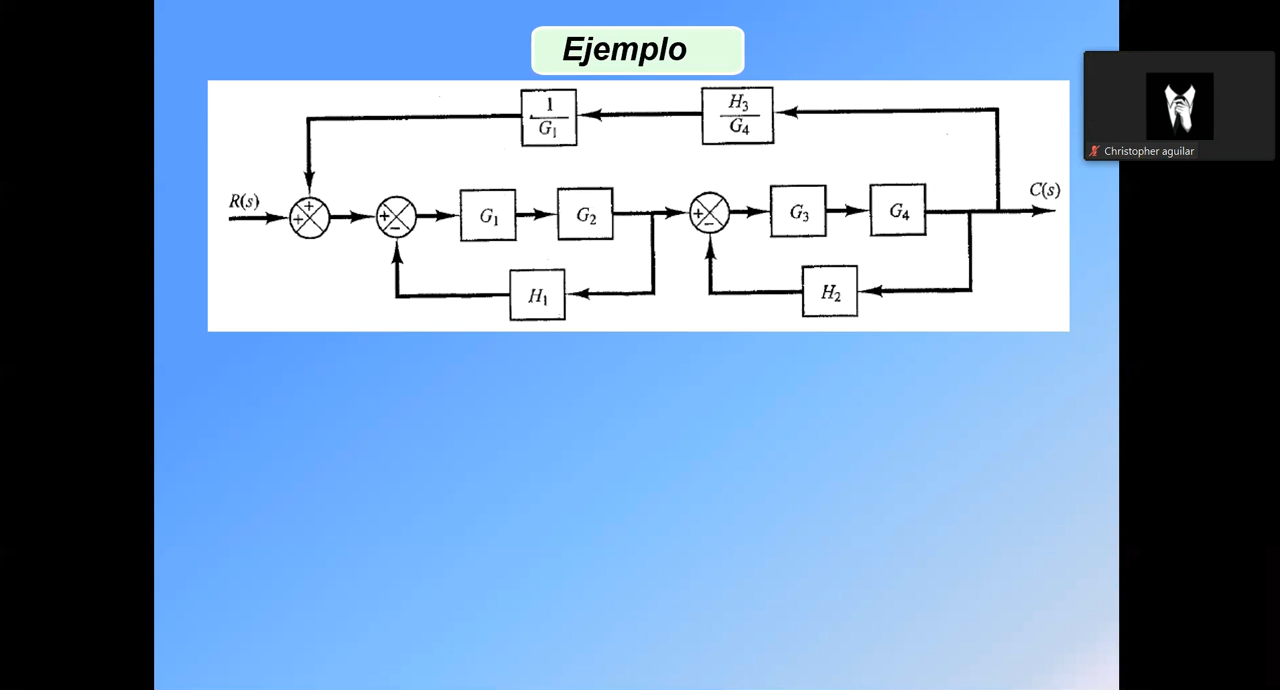 Ejemplo
1
G1
H3
G4
Christopher aguilar
R(s)
C(s)
+
+
+
−
G1
G2
+
−
G3
G4
H1
H2